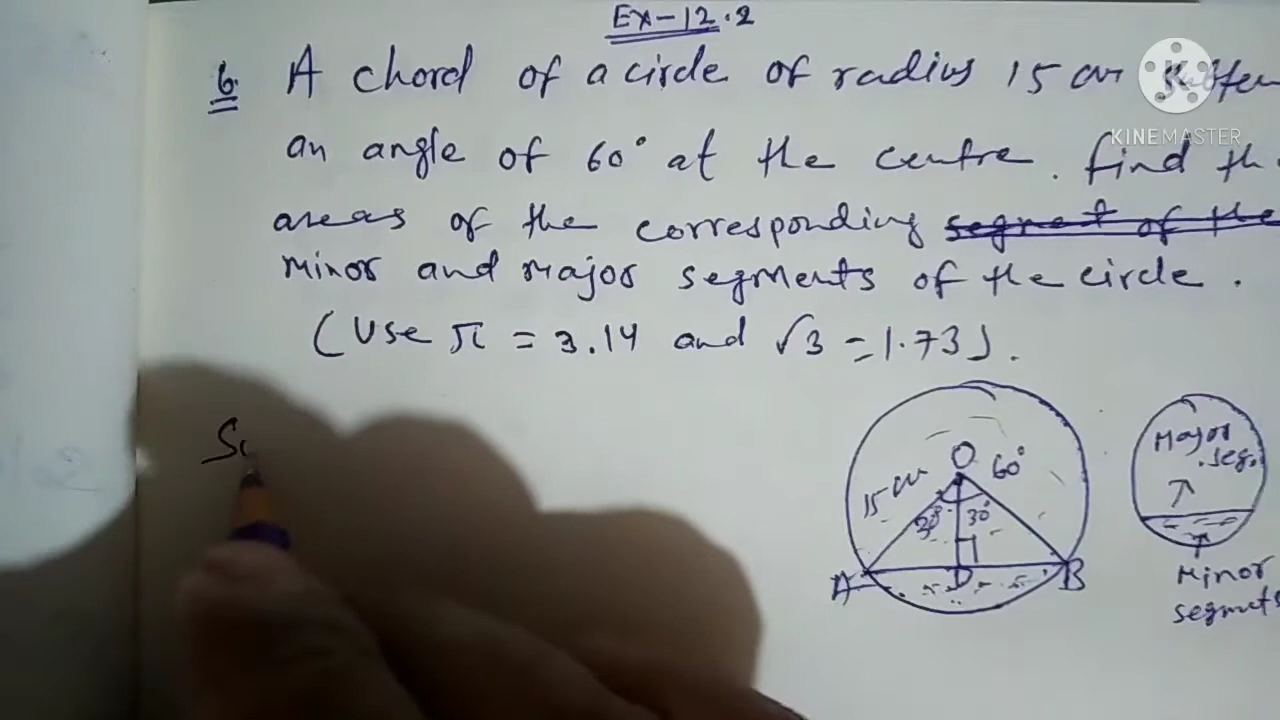 Ex-12.2
6 A chord of a circle of radius 15 cm
KINEMASTER
an angle of 60° at the centre. find
areas of the corresponding segment of the
minor and major segments of the circle.
(Use π = 3.14 and √3 = 1.73).
So
O
60°
15 cm
30°
30°
A
D
B
Major
seg.
Minor
segmnts